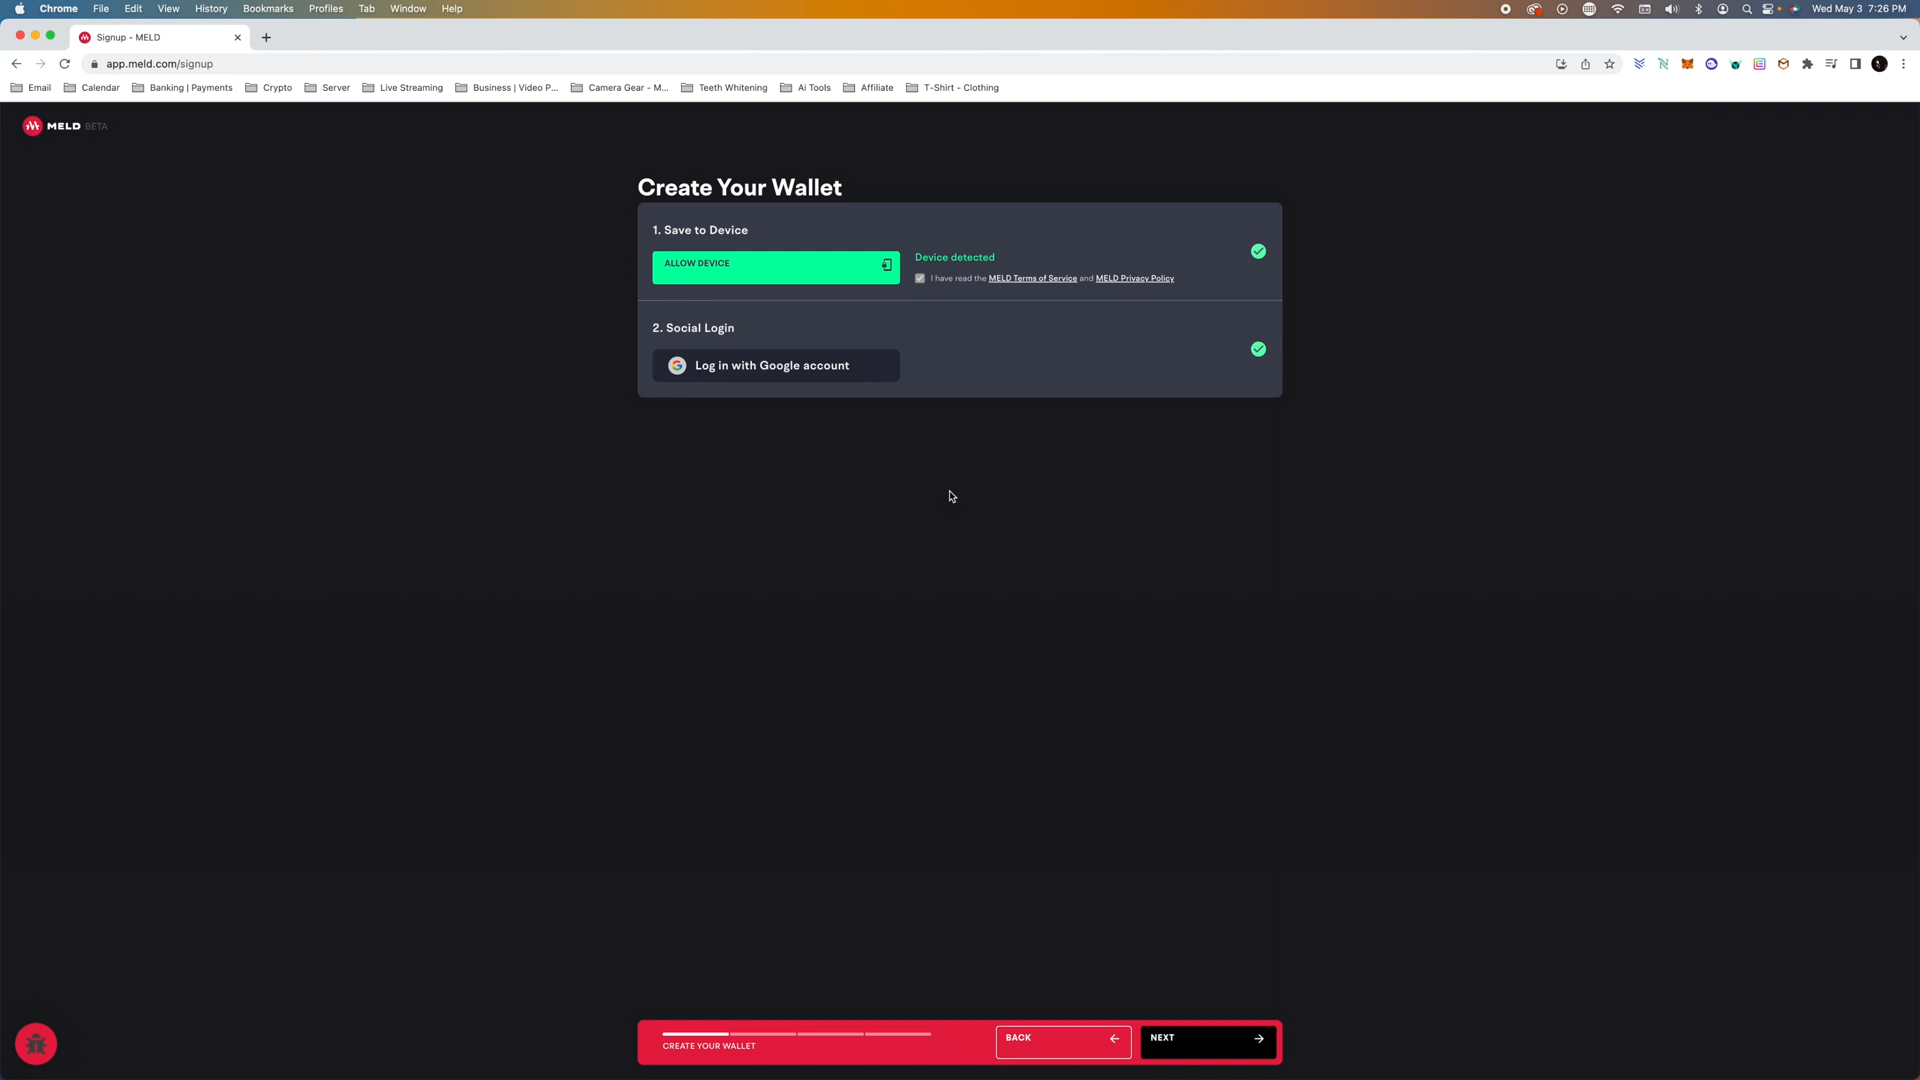 Chrome File Edit View History Bookmarks Profiles Tab Window Help Wed May 3 7:26 PM
Signup - MELD
app.meld.com/signup
Email Calendar Banking | Payments Crypto Server Live Streaming Business | Video P... Camera Gear - M... Teeth Whitening Ai Tools Affiliate T-Shirt - Clothing
MELD BETA
Create Your Wallet
1. Save to Device
ALLOW DEVICE
Device detected
I have read the MELD Terms of Service and MELD Privacy Policy
2. Social Login
Log in with Google account
CREATE YOUR WALLET
BACK
NEXT